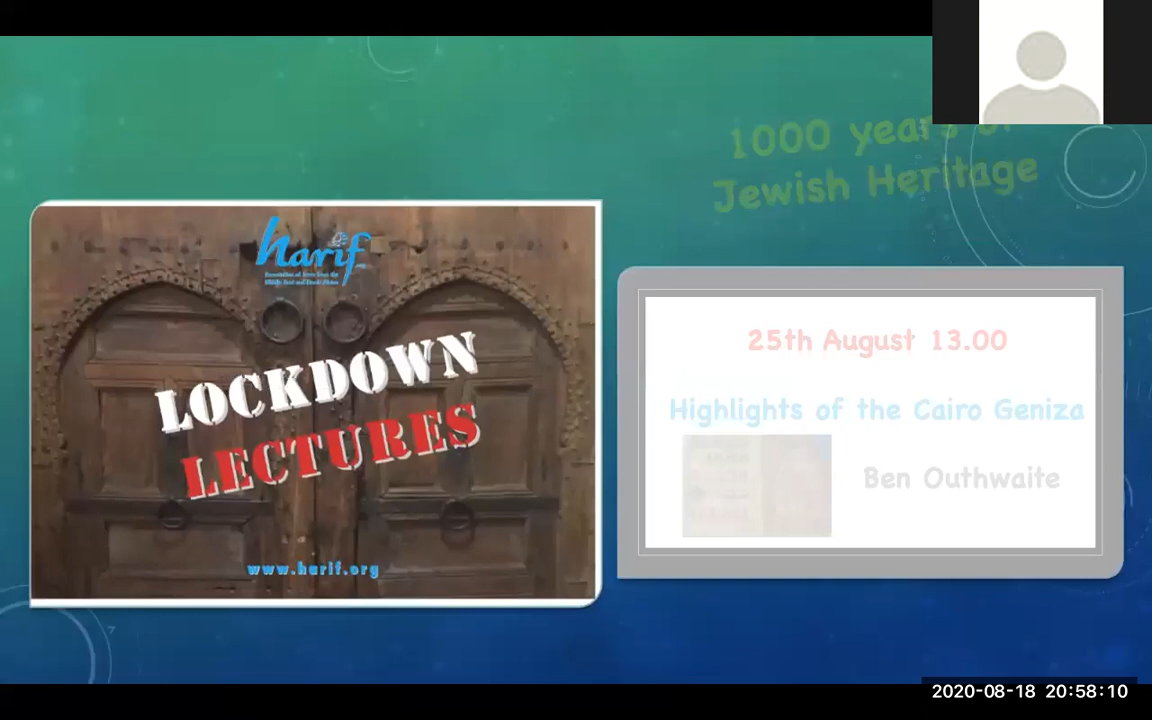 1000 years of
Jewish Heritage
harif
LOCKDOWN
LECTURES
www.harif.org
25th August 13.00
Highlights of the Cairo Geniza
Ben Outhwaite
2020-08-18 20:58:10